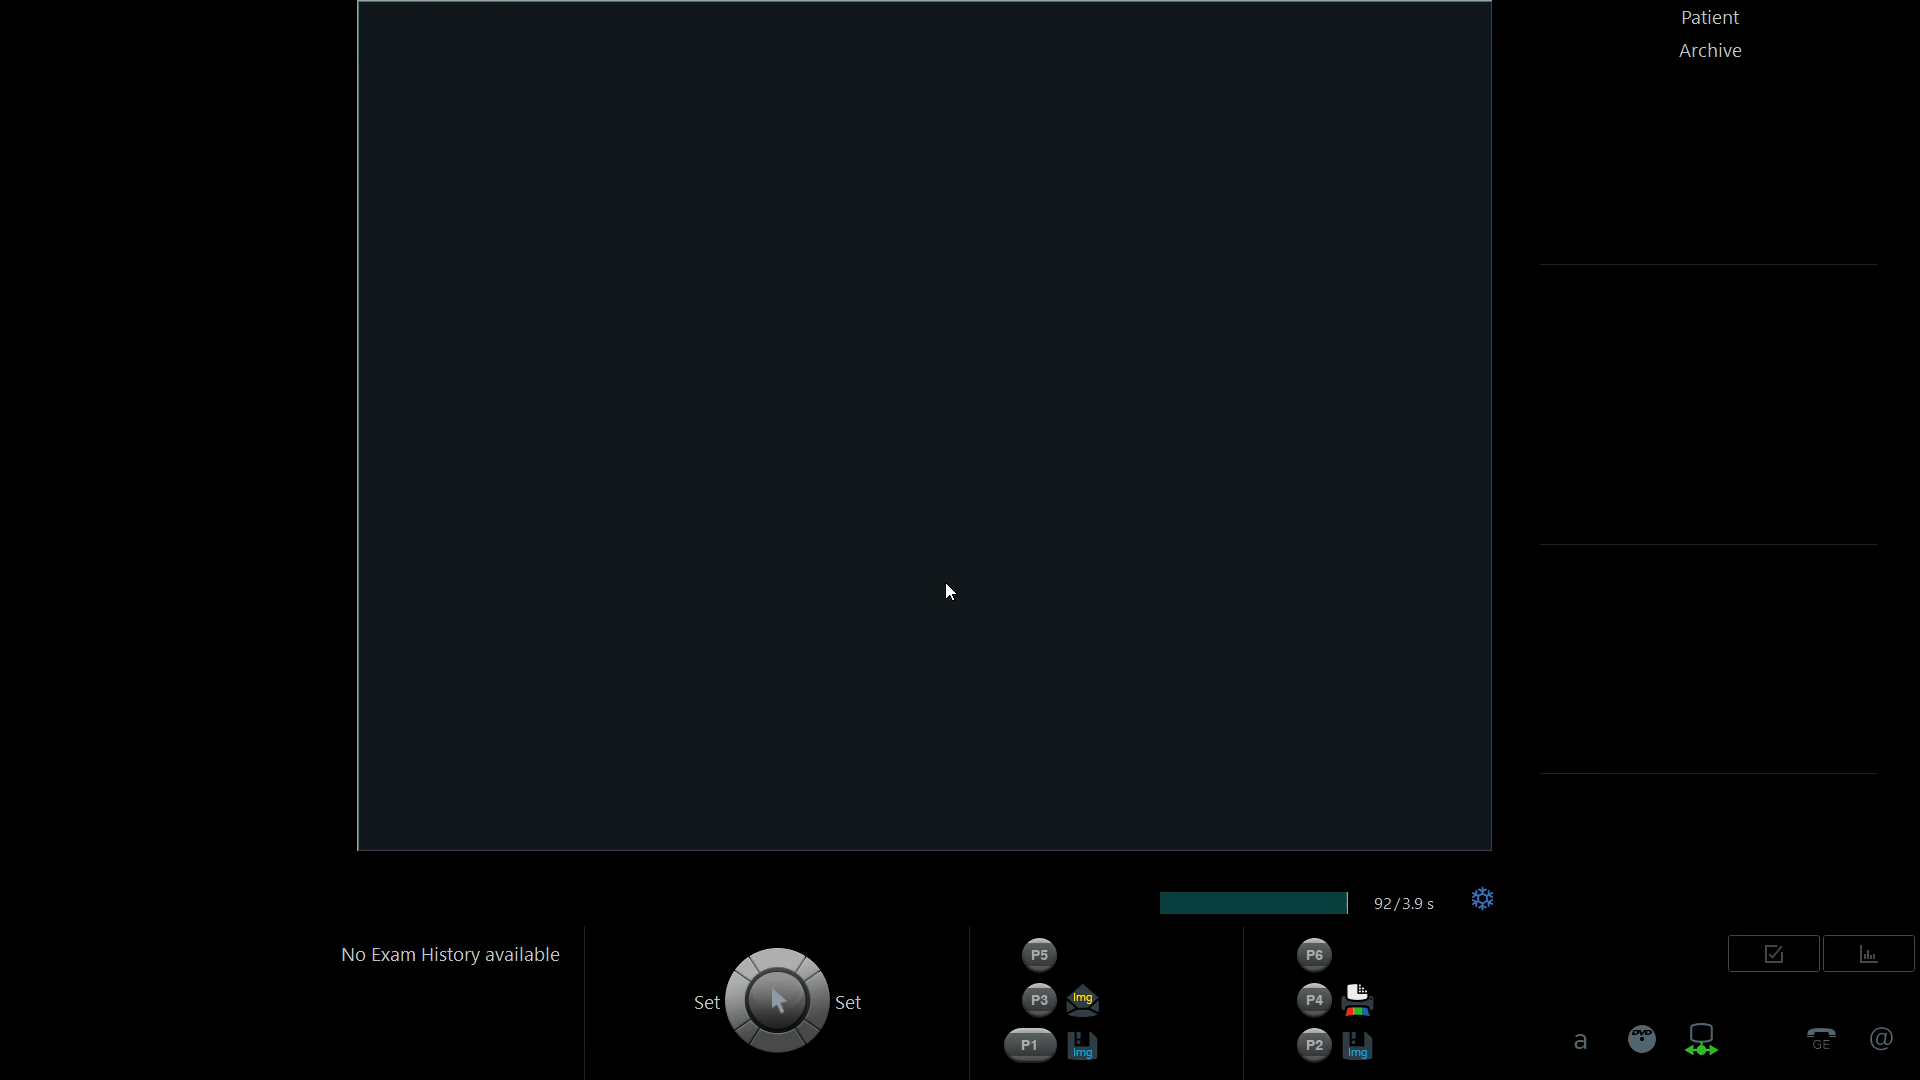 Patient
Archive
92/3.9 s
No Exam History available
Set
Set
P5
P3
Img
P1
Img
P6
P4
P2
Img
a
DVD
GE
@